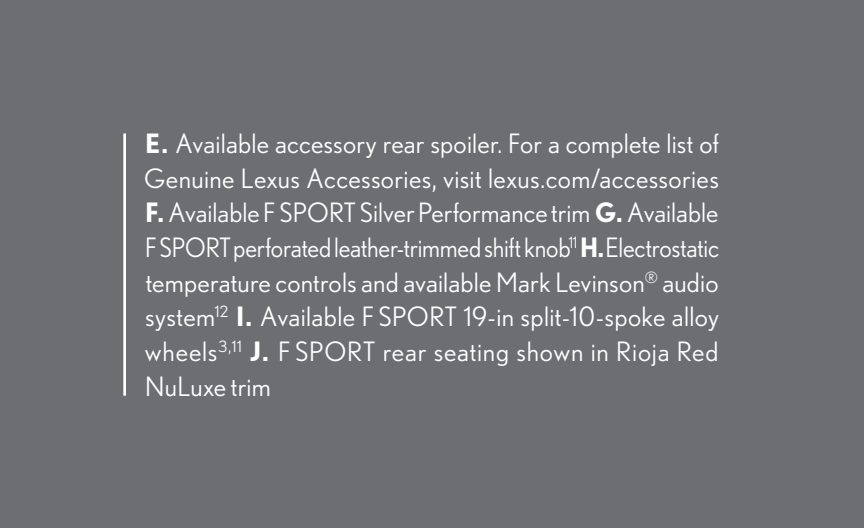 E. Available accessory rear spoiler. For a complete list of
Genuine Lexus Accessories, visit lexus.com/accessories
F. Available F SPORT Silver Performance trim G. Available
F SPORT perforated leather-trimmed shift knob¹¹ H. Electrostatic
temperature controls and available Mark Levinson® audio
system¹² I. Available F SPORT 19-in split-10-spoke alloy
wheels³,¹¹ J. F SPORT rear seating shown in Rioja Red
NuLuxe trim